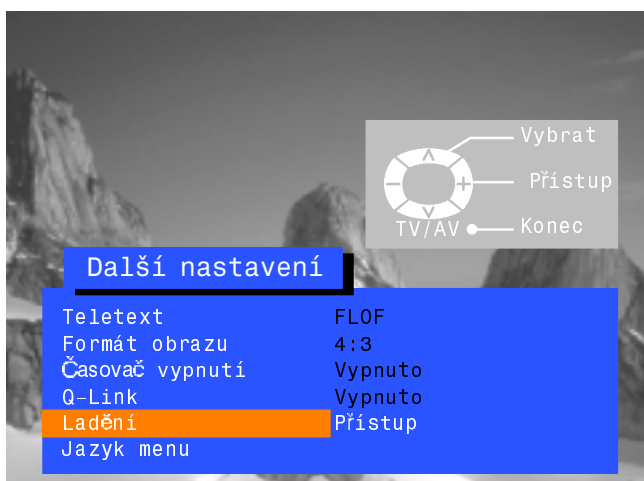 Vybrat
Přístup
TV/AV
Konec
Další nastavení
Teletext FLOF
Formát obrazu 4:3
Časovač vypnutí Vypnuto
Q-Link Vypnuto
Ladění Přístup
Jazyk menu